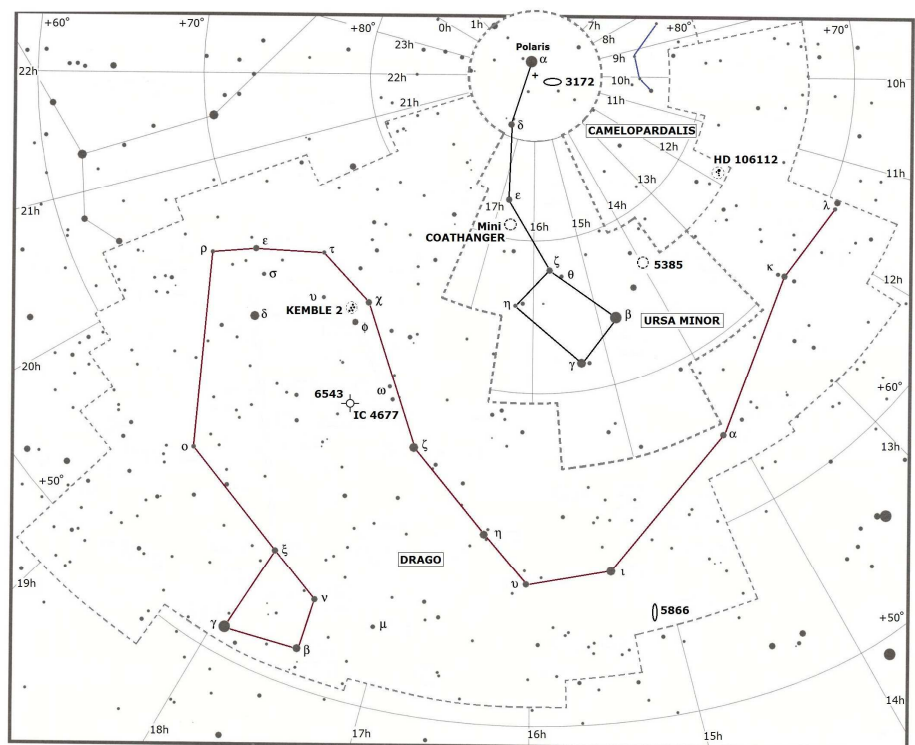 +60°
+70°
+80°
0h
1h
7h
+80°
+70°
23h
8h
22h
22h
Polaris
α
9h
10h
3172
10h
21h
11h
δ
CAMELOPARDALIS
12h
HD 106112
13h
11h
ε
17h
14h
λ
21h
Mini
COATHANGER
16h
15h
ρ
ε
τ
5385
σ
ζ
θ
κ
υ
χ
η
KEMBLE 2
δ
φ
β
URSA MINOR
20h
γ
ω
+60°
6543
IC 4677
α
ο
ζ
13h
+50°
η
ξ
DRAGO
19h
υ
ι
ν
5866
γ
μ
+50°
β
14h
18h
17h
16h
15h